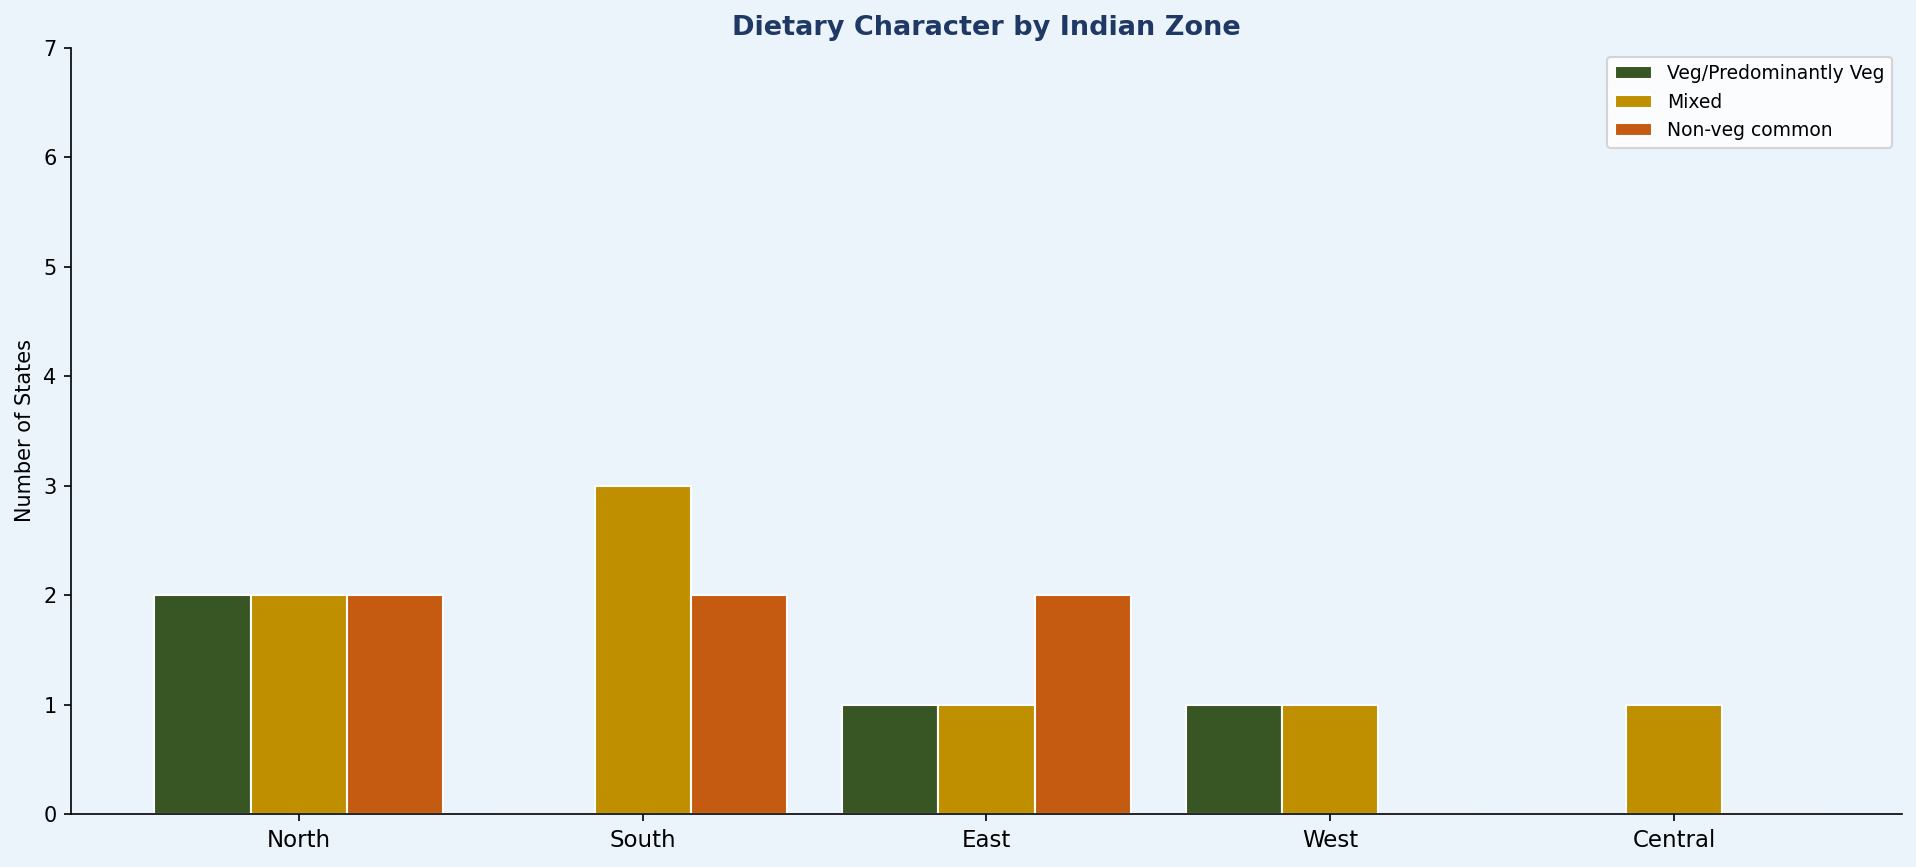 Dietary Character by Indian Zone
Veg/Predominantly Veg
Mixed
Non-veg common
Number of States
7
6
5
4
3
2
1
0
North
South
East
West
Central